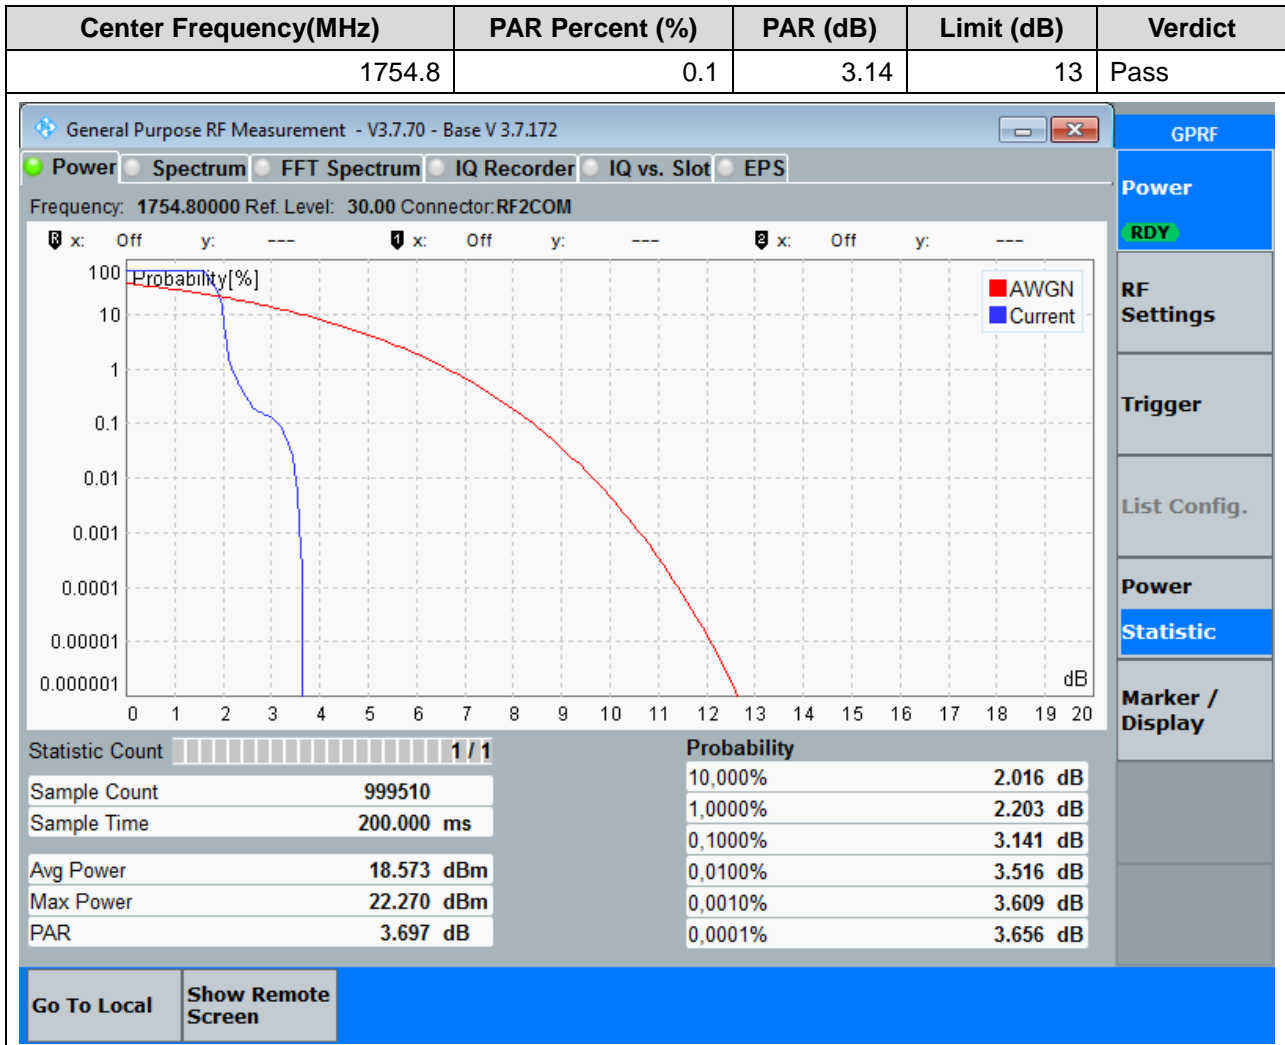 Center Frequency(MHz) PAR Percent (%) PAR (dB) Limit (dB) Verdict
1754.8 0.1 3.14 13 Pass
General Purpose RF Measurement - V3.7.70 - Base V 3.7.172
GPRF
Power Spectrum FFT Spectrum IQ Recorder IQ vs. Slot EPS
Frequency: 1754.80000 Ref. Level: 30.00 Connector:RF2COM
R x: Off y: --- 1 x: Off y: --- 2 x: Off y: ---
Probability[%]
AWGN
Current
100
10
1
0.1
0.01
0.001
0.0001
0.00001
0.000001
dB
0 1 2 3 4 5 6 7 8 9 10 11 12 13 14 15 16 17 18 19 20
Statistic Count 1 / 1
Sample Count 999510
Sample Time 200.000 ms
Avg Power 18.573 dBm
Max Power 22.270 dBm
PAR 3.697 dB
Probability
10,000% 2.016 dB
1,0000% 2.203 dB
0,1000% 3.141 dB
0,0100% 3.516 dB
0,0010% 3.609 dB
0,0001% 3.656 dB
Power
RDY
RF
Settings
Trigger
List Config.
Power
Statistic
Marker /
Display
Go To Local
Show Remote
Screen